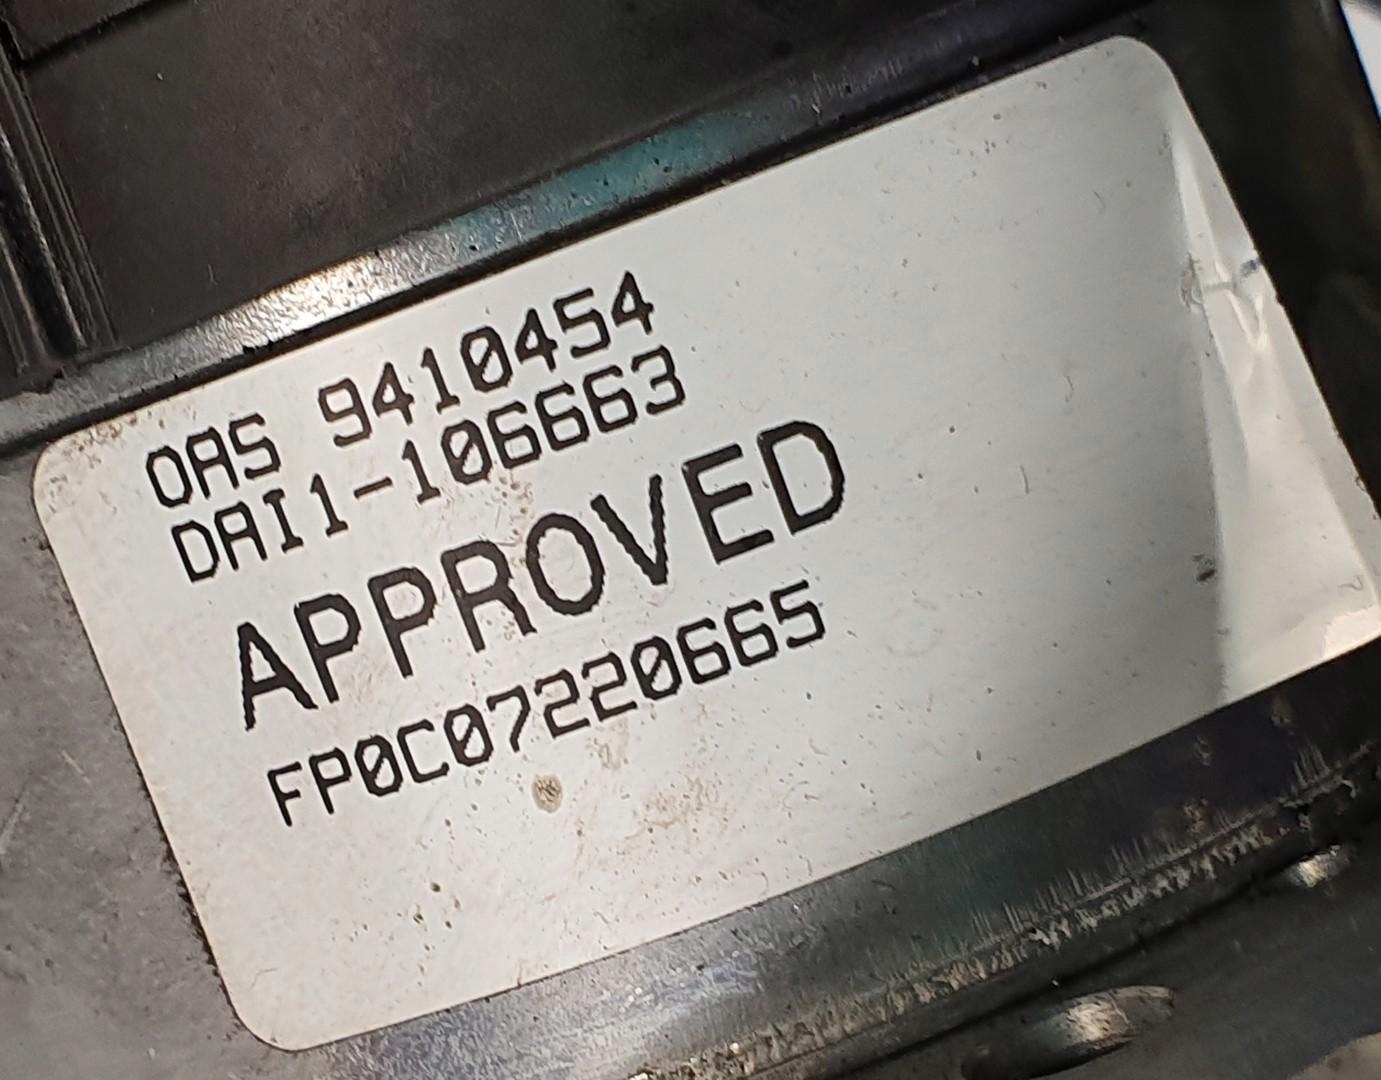 OAS 9410454
DAI1-106663
APPROVED
FP0C07220665